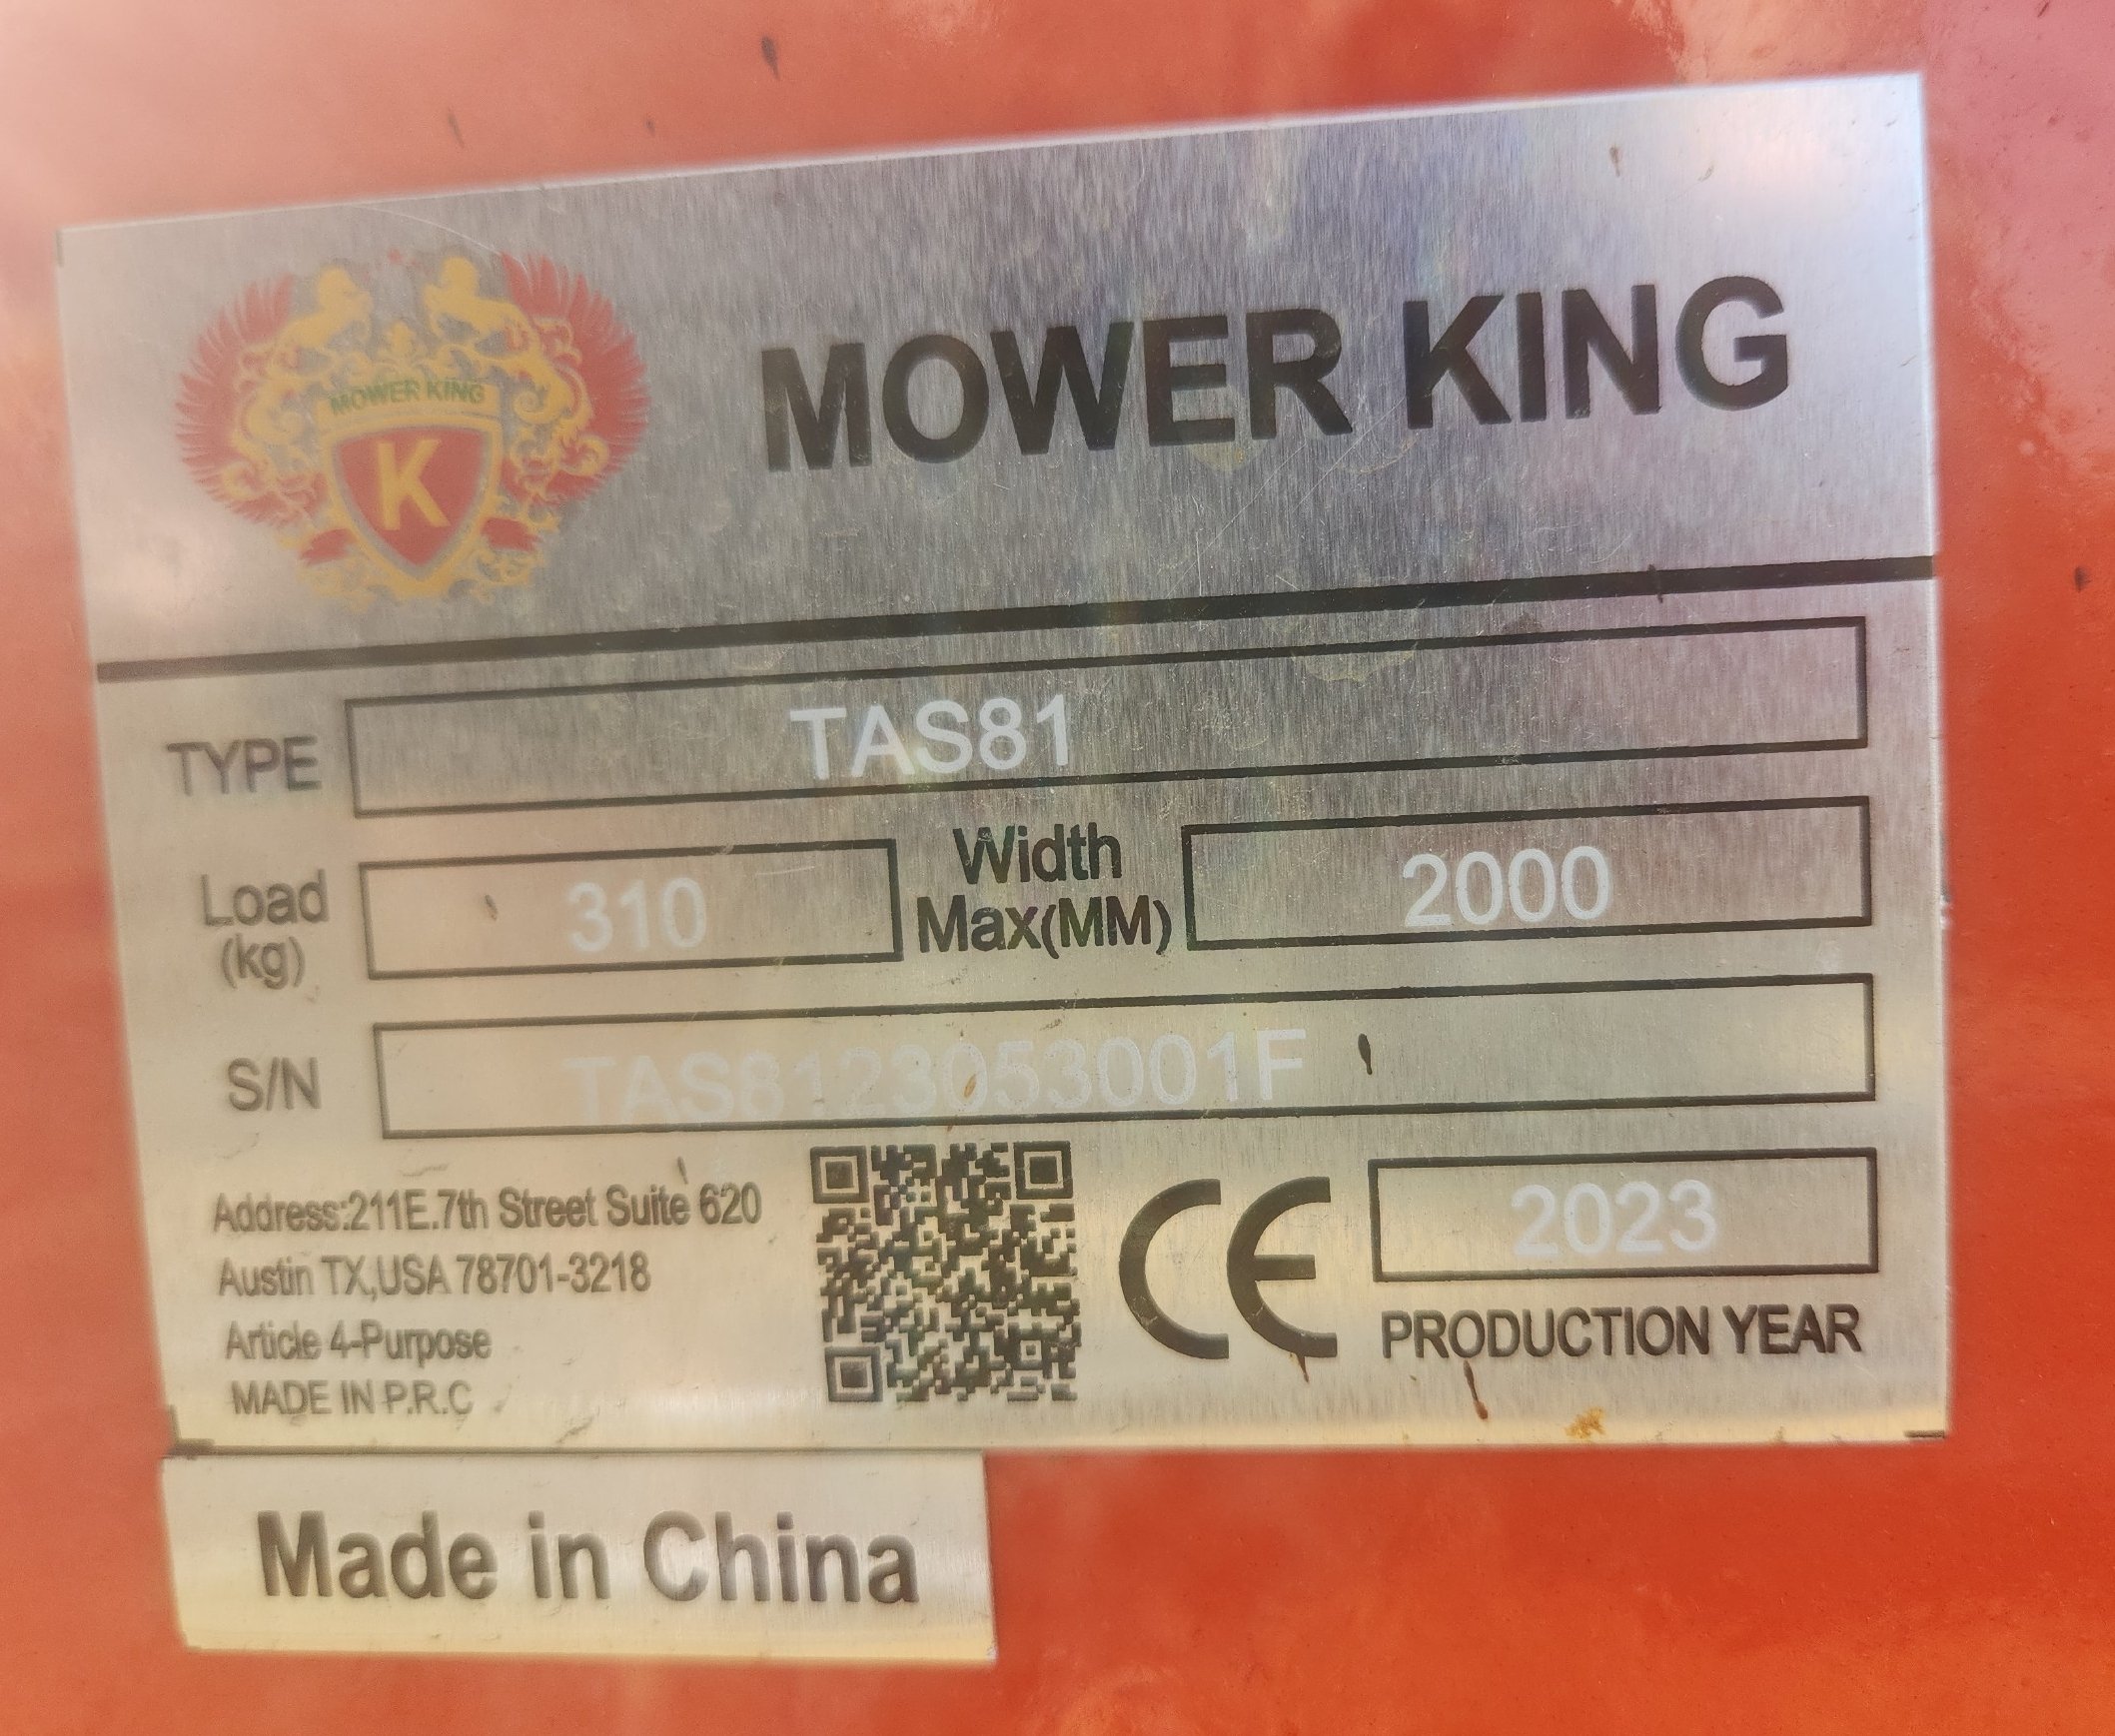 MOWER KING
K
MOWER KING
TYPE TAS81
Load (kg) 310 Width Max(MM) 2000
S/N TAS8123053001F
Address:211E.7th Street Suite 620
Austin TX,USA 78701-3218
Article 4-Purpose
MADE IN P.R.C
CE
2023
PRODUCTION YEAR
Made in China